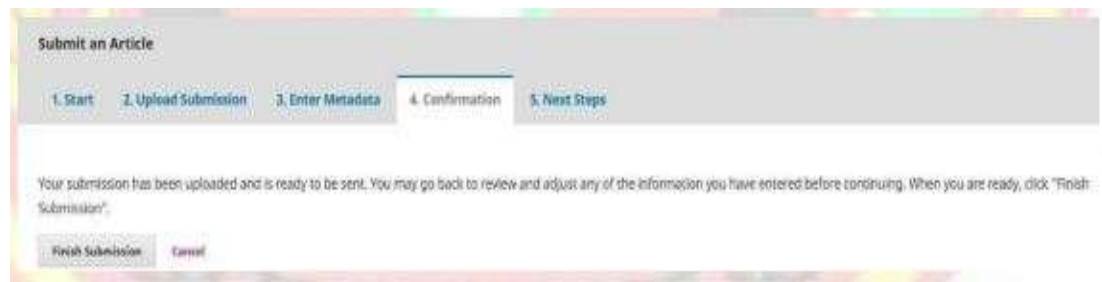 Submit an Article
1. Start 2. Upload Submission 3. Enter Metadata 4. Confirmation 5. Next Steps
Your submission has been uploaded and is ready to be sent. You may go back to review and adjust any of the information you have entered before continuing. When you are ready, click "Finish
Submission".
Finish Submission Cancel